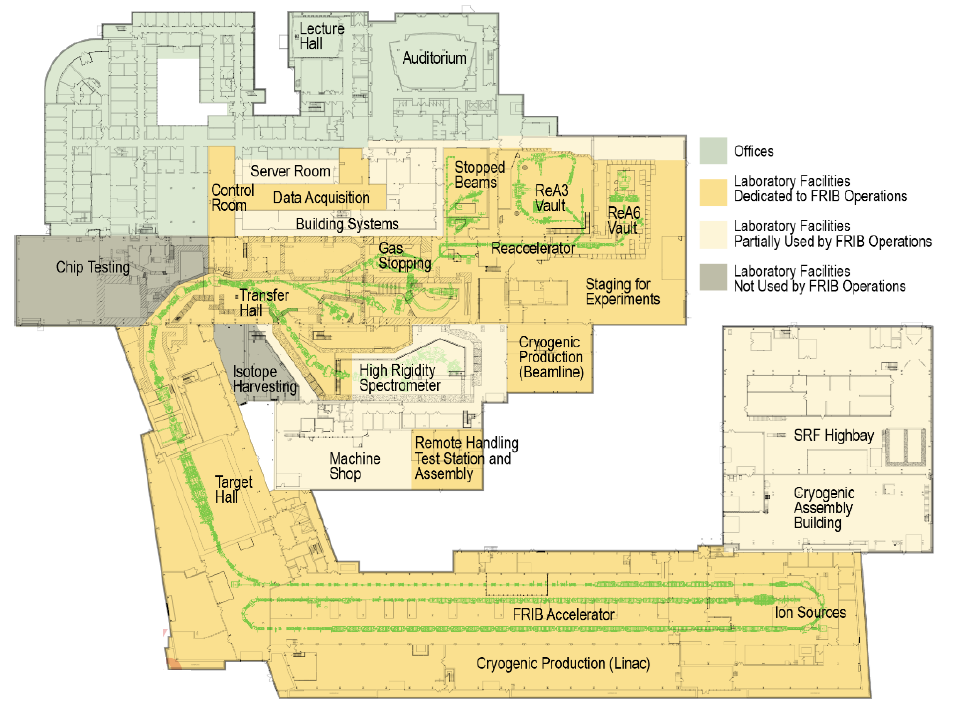 Lecture
Hall
Auditorium
Server Room
Control
Room
Data Acquisition
Building Systems
Stopped
Beams
ReA3
Vault
ReA6
Vault
Offices
Laboratory Facilities
Dedicated to FRIB Operations
Laboratory Facilities
Partially Used by FRIB Operations
Laboratory Facilities
Not Used by FRIB Operations
Chip Testing
Gas
Stopping
Reaccelerator
Transfer
Hall
Staging for
Experiments
Isotope
Harvesting
High Rigidity
Spectrometer
Cryogenic
Production
(Beamline)
Machine
Shop
Remote Handling
Test Station and
Assembly
SRF Highbay
Cryogenic
Assembly
Building
Target
Hall
FRIB Accelerator
Ion Sources
Cryogenic Production (Linac)